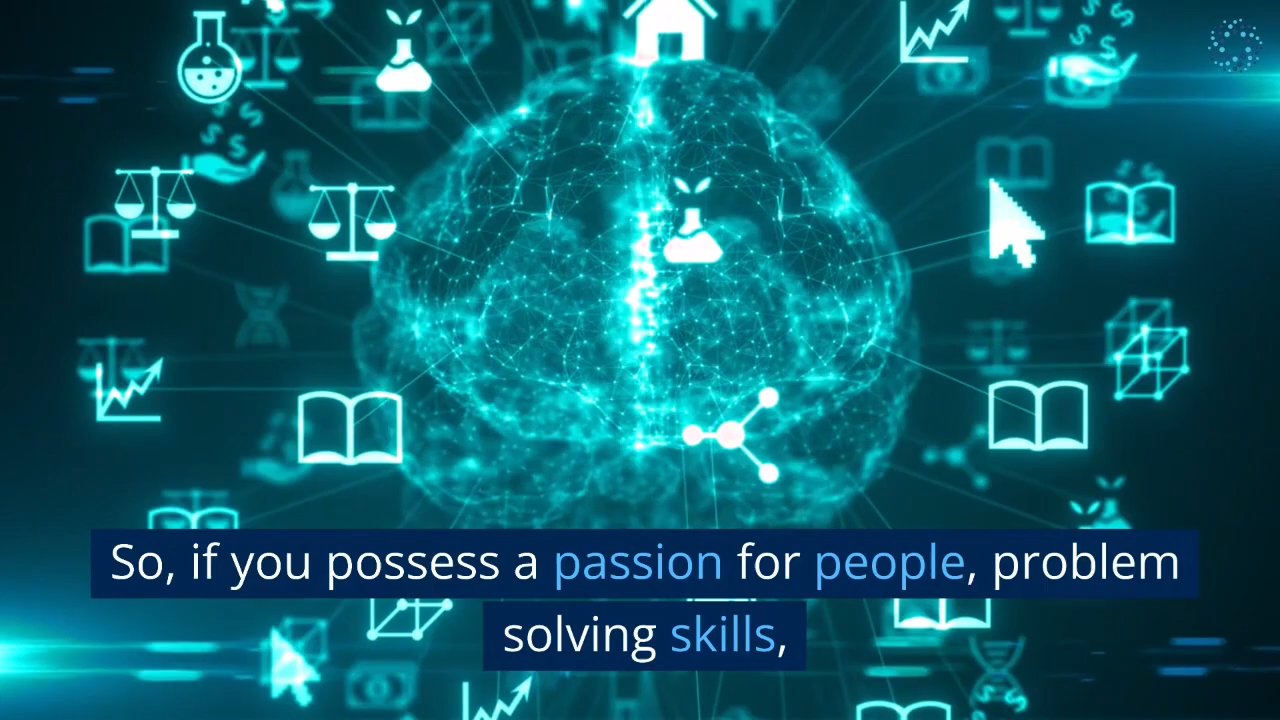 So, if you possess a passion for people, problem
solving skills,